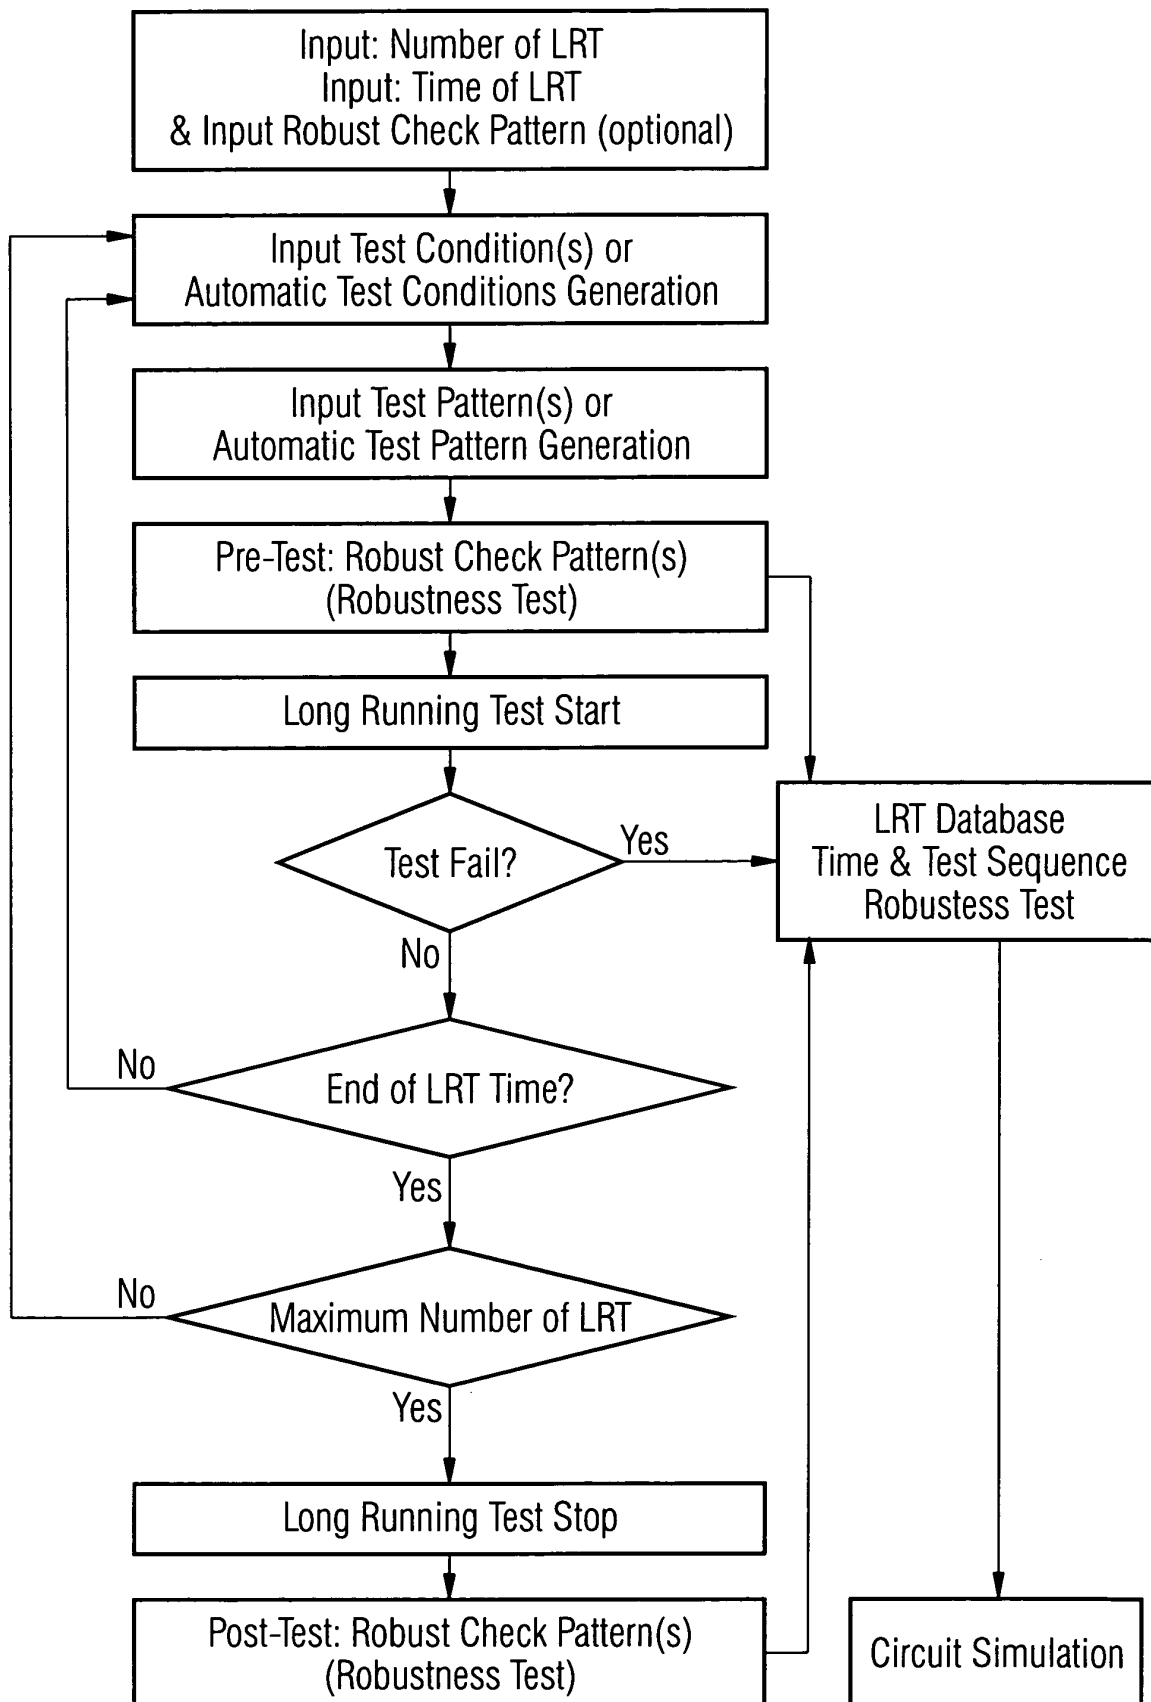 Input: Number of LRT
Input: Time of LRT
& Input Robust Check Pattern (optional)
Input Test Condition(s) or
Automatic Test Conditions Generation
Input Test Pattern(s) or
Automatic Test Pattern Generation
Pre-Test: Robust Check Pattern(s)
(Robustness Test)
Long Running Test Start
Test Fail?
Yes
No
LRT Database
Time & Test Sequence
Robustess Test
End of LRT Time?
No
Yes
Maximum Number of LRT
No
Yes
Long Running Test Stop
Post-Test: Robust Check Pattern(s)
(Robustness Test)
Circuit Simulation